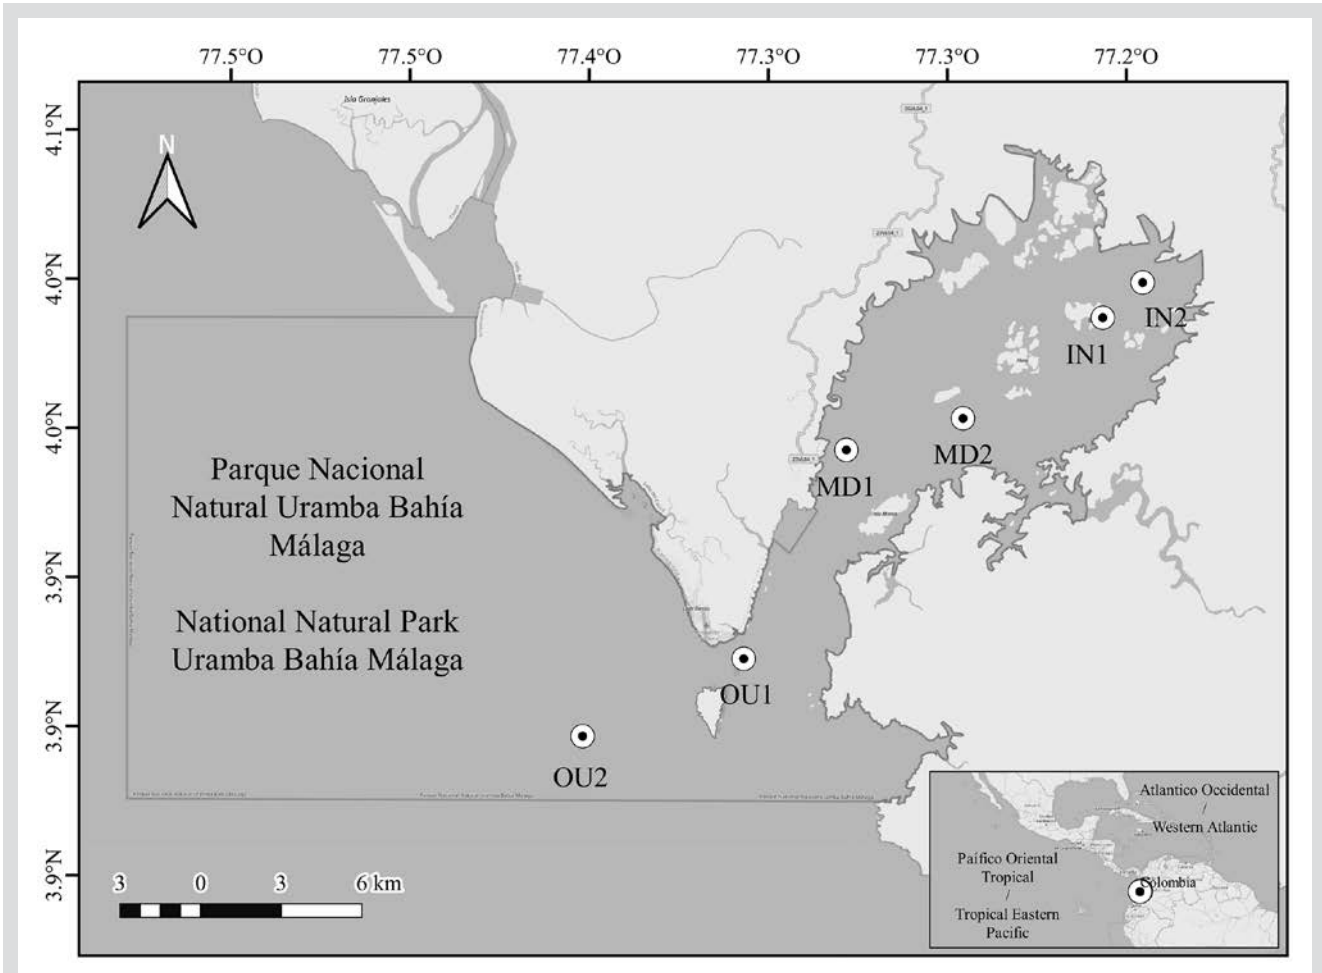 77.5°O 77.5°O 77.4°O 77.3°O 77.3°O 77.2°O
4.1°N
4.0°N
4.0°N
3.9°N
3.9°N
3.9°N
N
IN2
IN1
MD2
MD1
OU1
OU2
Parque Nacional
Natural Uramba Bahía
Málaga
National Natural Park
Uramba Bahía Málaga
3 0 3 6 km
Atlantico Occidental
/
Western Atlantic
Paífico Oriental
Tropical
/
Tropical Eastern
Pacific
Colombia